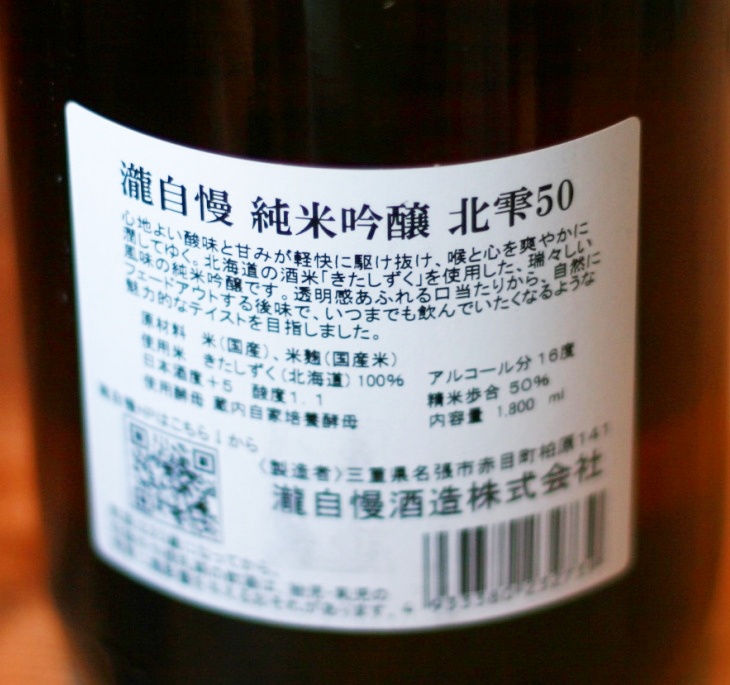 瀧自慢 純米吟醸 北雫50
心地よい酸味と甘みが軽快に駆け抜け、喉と心を爽やかに
潤してゆく。北海道の酒米「きたしずく」を使用した、瑞々しい
風味の純米吟醸です。透明感あふれる口当たりから、自然に
フェードアウトする後味で、いつまでも飲んでいたくなるような
魅力的なテイストを目指しました。
原材料 米(国産)、米麹(国産米)
使用米 きたしずく(北海道)100% アルコール分 16度
日本酒度+5 酸度1.1 精米歩合 50%
使用酵母 蔵内自家培養酵母 内容量 1,800 ml
はこちらから
〈製造者〉三重県名張市赤目町柏原141
瀧自慢酒造株式会社